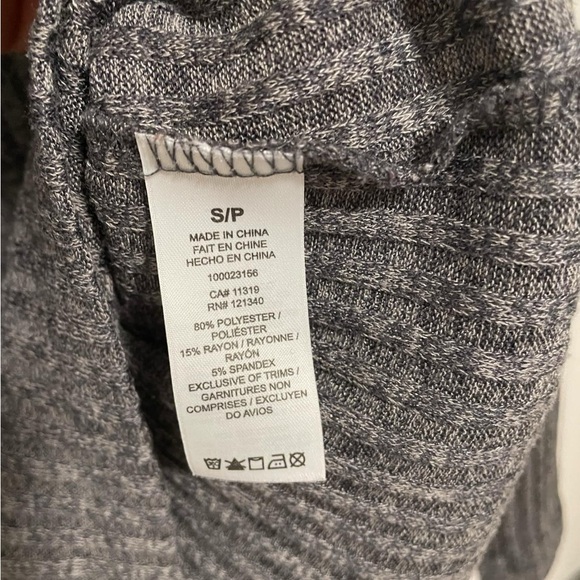 S/P
MADE IN CHINA
FAIT EN CHINE
HECHO EN CHINA
100023156
CA# 11319
RN# 121340
80% POLYESTER /
POLIÉSTER
15% RAYON / RAYONNE /
RAYÓN
5% SPANDEX
EXCLUSIVE OF TRIMS /
GARNITURES NON
COMPRISES / EXCLUYEN
DO AVIOS